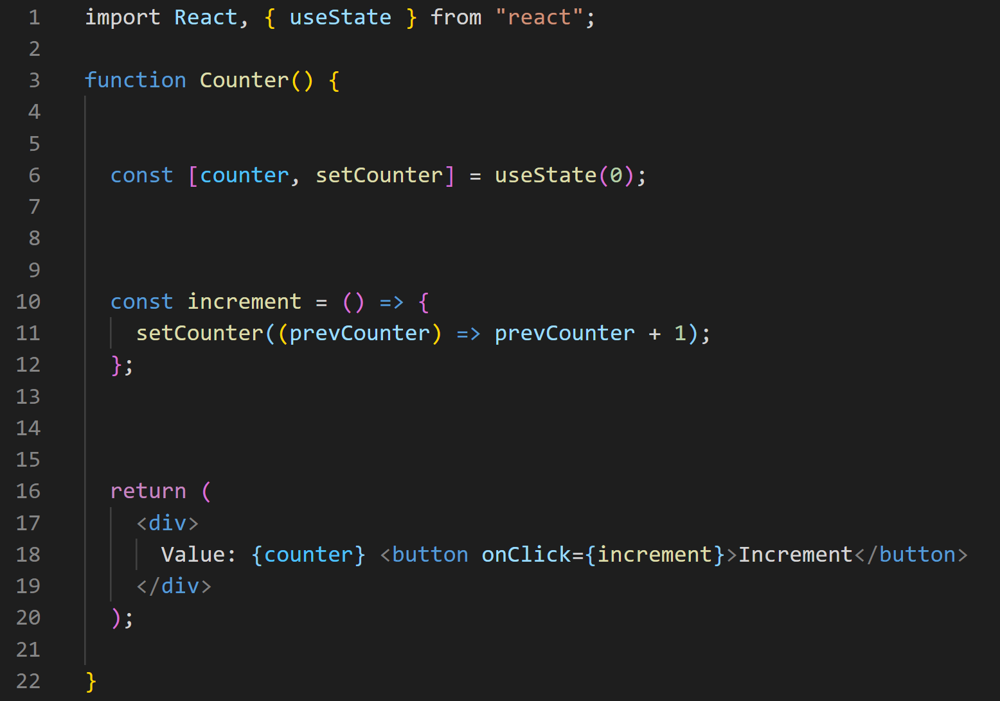 1 import React, { useState } from "react";
2
3 function Counter() {
4
5
6   const [counter, setCounter] = useState(0);
7
8
9
10   const increment = () => {
11     setCounter((prevCounter) => prevCounter + 1);
12   };
13
14
15
16   return (
17     <div>
18       Value: {counter} <button onClick={increment}>Increment</button>
19     </div>
20   );
21
22 }